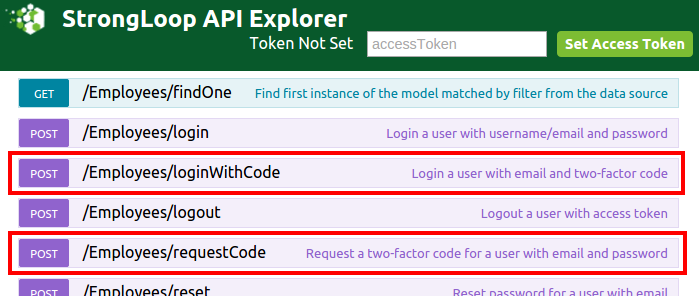 StrongLoop API Explorer
Token Not Set accessToken Set Access Token
GET /Employees/findOne Find first instance of the model matched by filter from the data source
POST /Employees/login Login a user with username/email and password
POST /Employees/loginWithCode Login a user with email and two-factor code
POST /Employees/logout Logout a user with access token
POST /Employees/requestCode Request a two-factor code for a user with email and password
POST /Employees/reset Reset password for a user with email